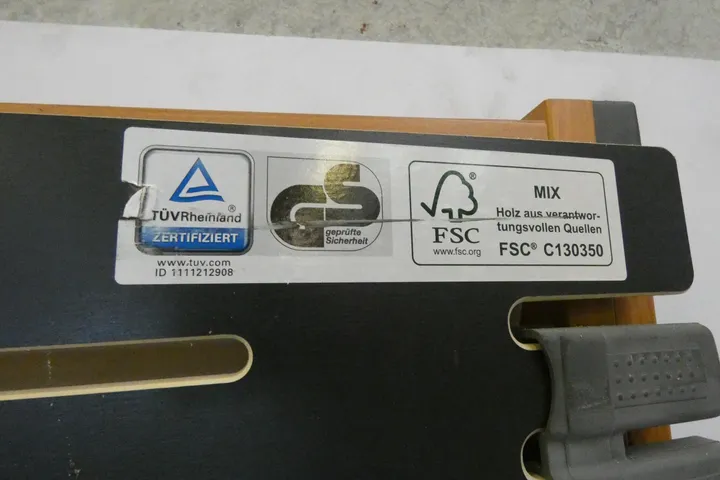 TÜVRheinland®
ZERTIFIZIERT
www.tuv.com
ID 1111212908
GS
geprüfte
Sicherheit
FSC
www.fsc.org
MIX
Holz aus verantwor-
tungsvollen Quellen
FSC® C130350